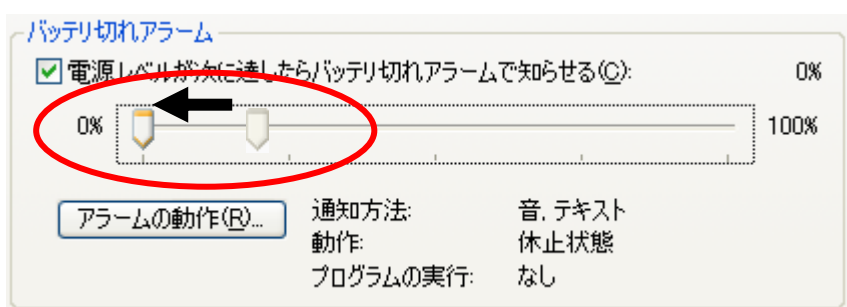 バッテリ切れアラーム
電源レベルが次に達したらバッテリ切れアラームで知らせる(C): 0%
0% 100%
アラームの動作(R)... 通知方法: 音, テキスト
動作: 休止状態
プログラムの実行: なし